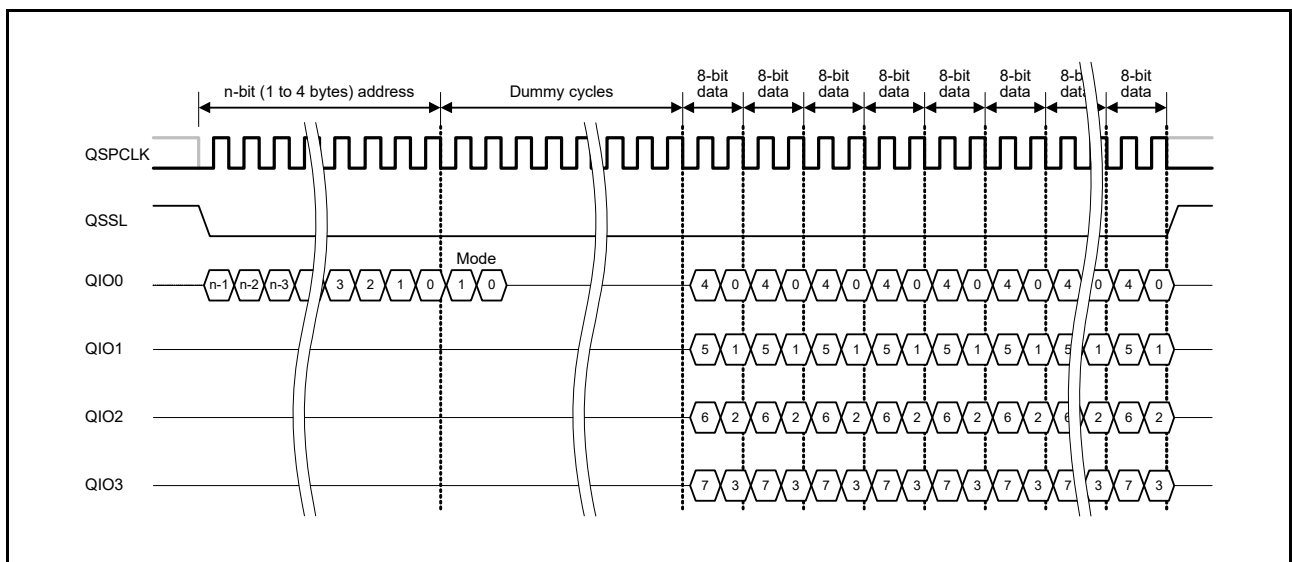 8-bit 8-bit 8-bit 8-bit 8-bit 8-bit 8-b 8-bit
n-bit (1 to 4 bytes) address Dummy cycles data data data data data data data data
QSPCLK
QSSL
Mode
QIO0 n-1 n-2 n-3 3 2 1 0 1 0 4 0 4 0 4 0 4 0 4 0 4 0 4 0 4 0
QIO1 5 1 5 1 5 1 5 1 5 1 5 1 5 1 5 1
QIO2 6 2 6 2 6 2 6 2 6 2 6 2 6 2 6 2
QIO3 7 3 7 3 7 3 7 3 7 3 7 3 7 3 7 3